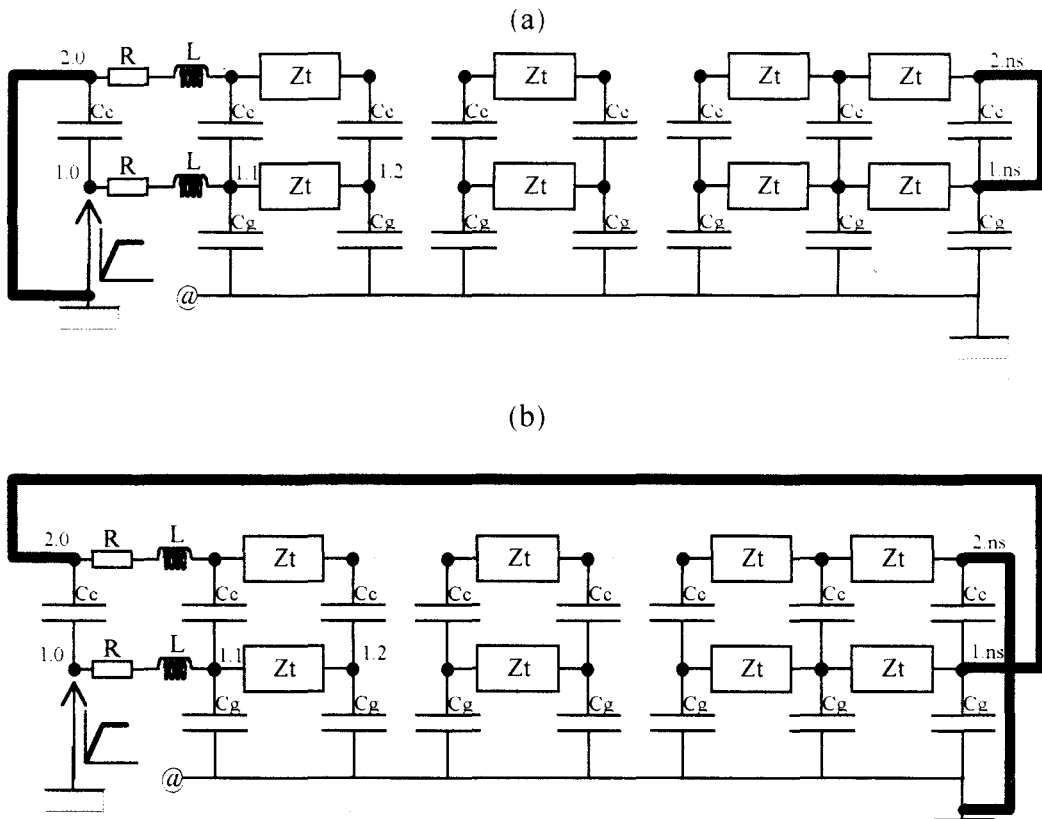 (a)
2.0 R L Zt Zt Zt Zt 2.ns
Cc Cc Cc Cc Cc Cc Cc Cc
1.0 R L 1.1 Zt 1.2 Zt Zt Zt 1.ns
Cg Cg Cg Cg Cg Cg Cg
@
(b)
2.0 R L Zt Zt Zt Zt 2.ns
Cc Cc Cc Cc Cc Cc Cc Cc
1.0 R L 1.1 Zt 1.2 Zt Zt Zt 1.ns
Cg Cg Cg Cg Cg Cg Cg
@